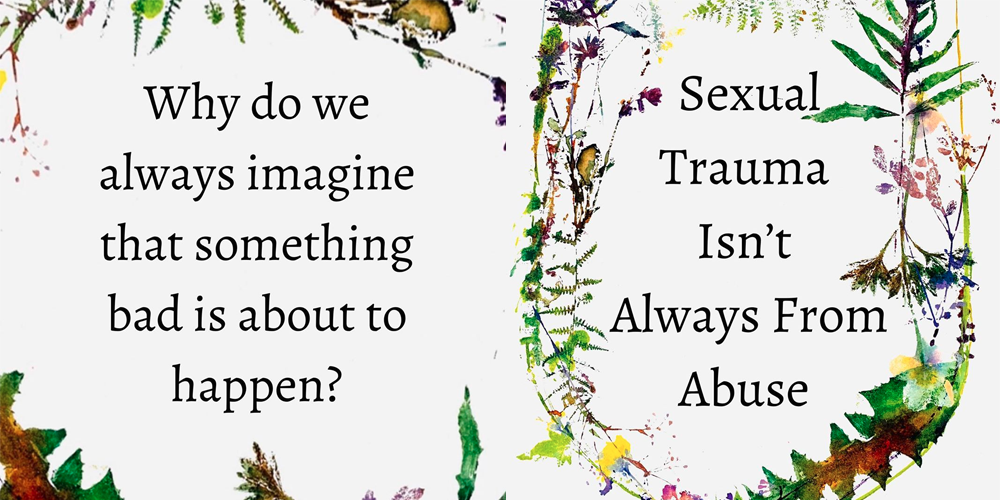 Why do we
always imagine
that something
bad is about to
happen?
Sexual
Trauma
Isn’t
Always From
Abuse